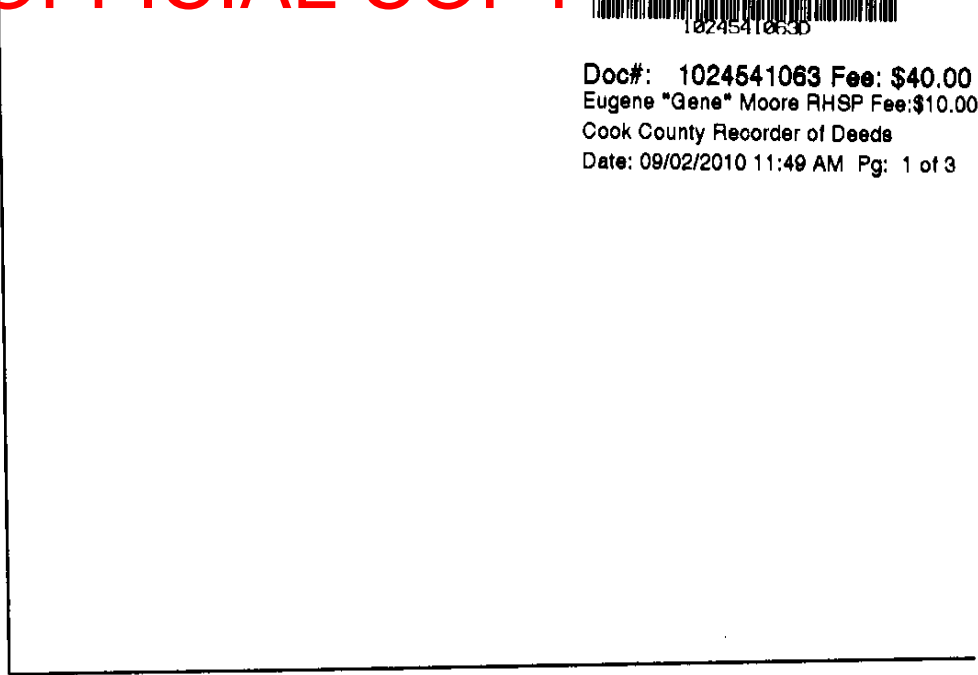 OFFICIAL COPY
1024541063D
Doc#: 1024541063 Fee: $40.00
Eugene "Gene" Moore RHSP Fee:$10.00
Cook County Recorder of Deeds
Date: 09/02/2010 11:49 AM Pg: 1 of 3